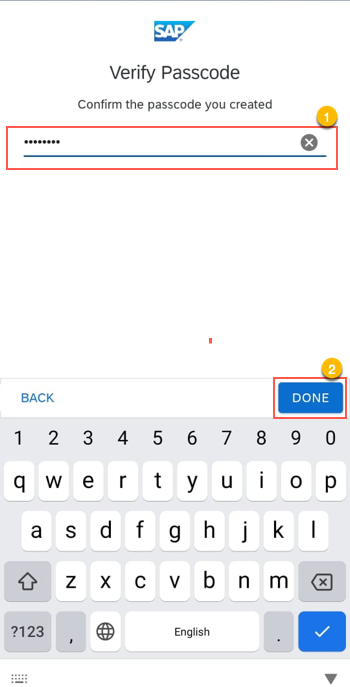 SAP
Verify Passcode
Confirm the passcode you created
1
••••••••
2
BACK DONE
1 2 3 4 5 6 7 8 9 0
q w e r t y u i o p
a s d f g h j k l
z x c v b n m
?123 , English .